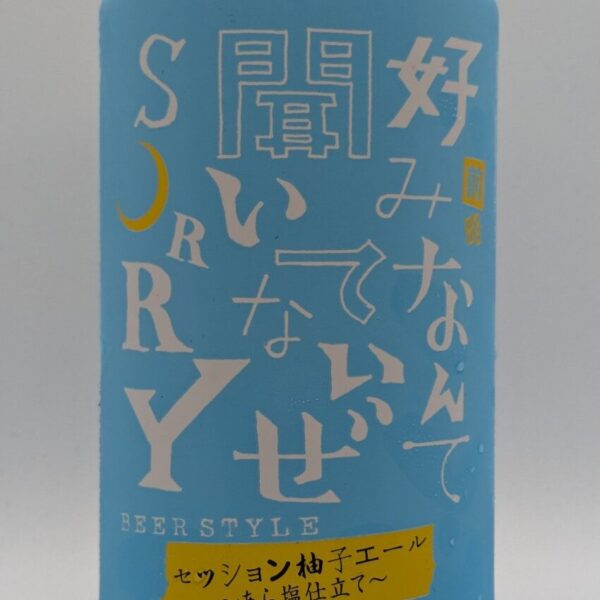 好みなんて
聞いてないぜ
SORRY
BEER STYLE
セッション柚子エール
あら塩仕立て〜